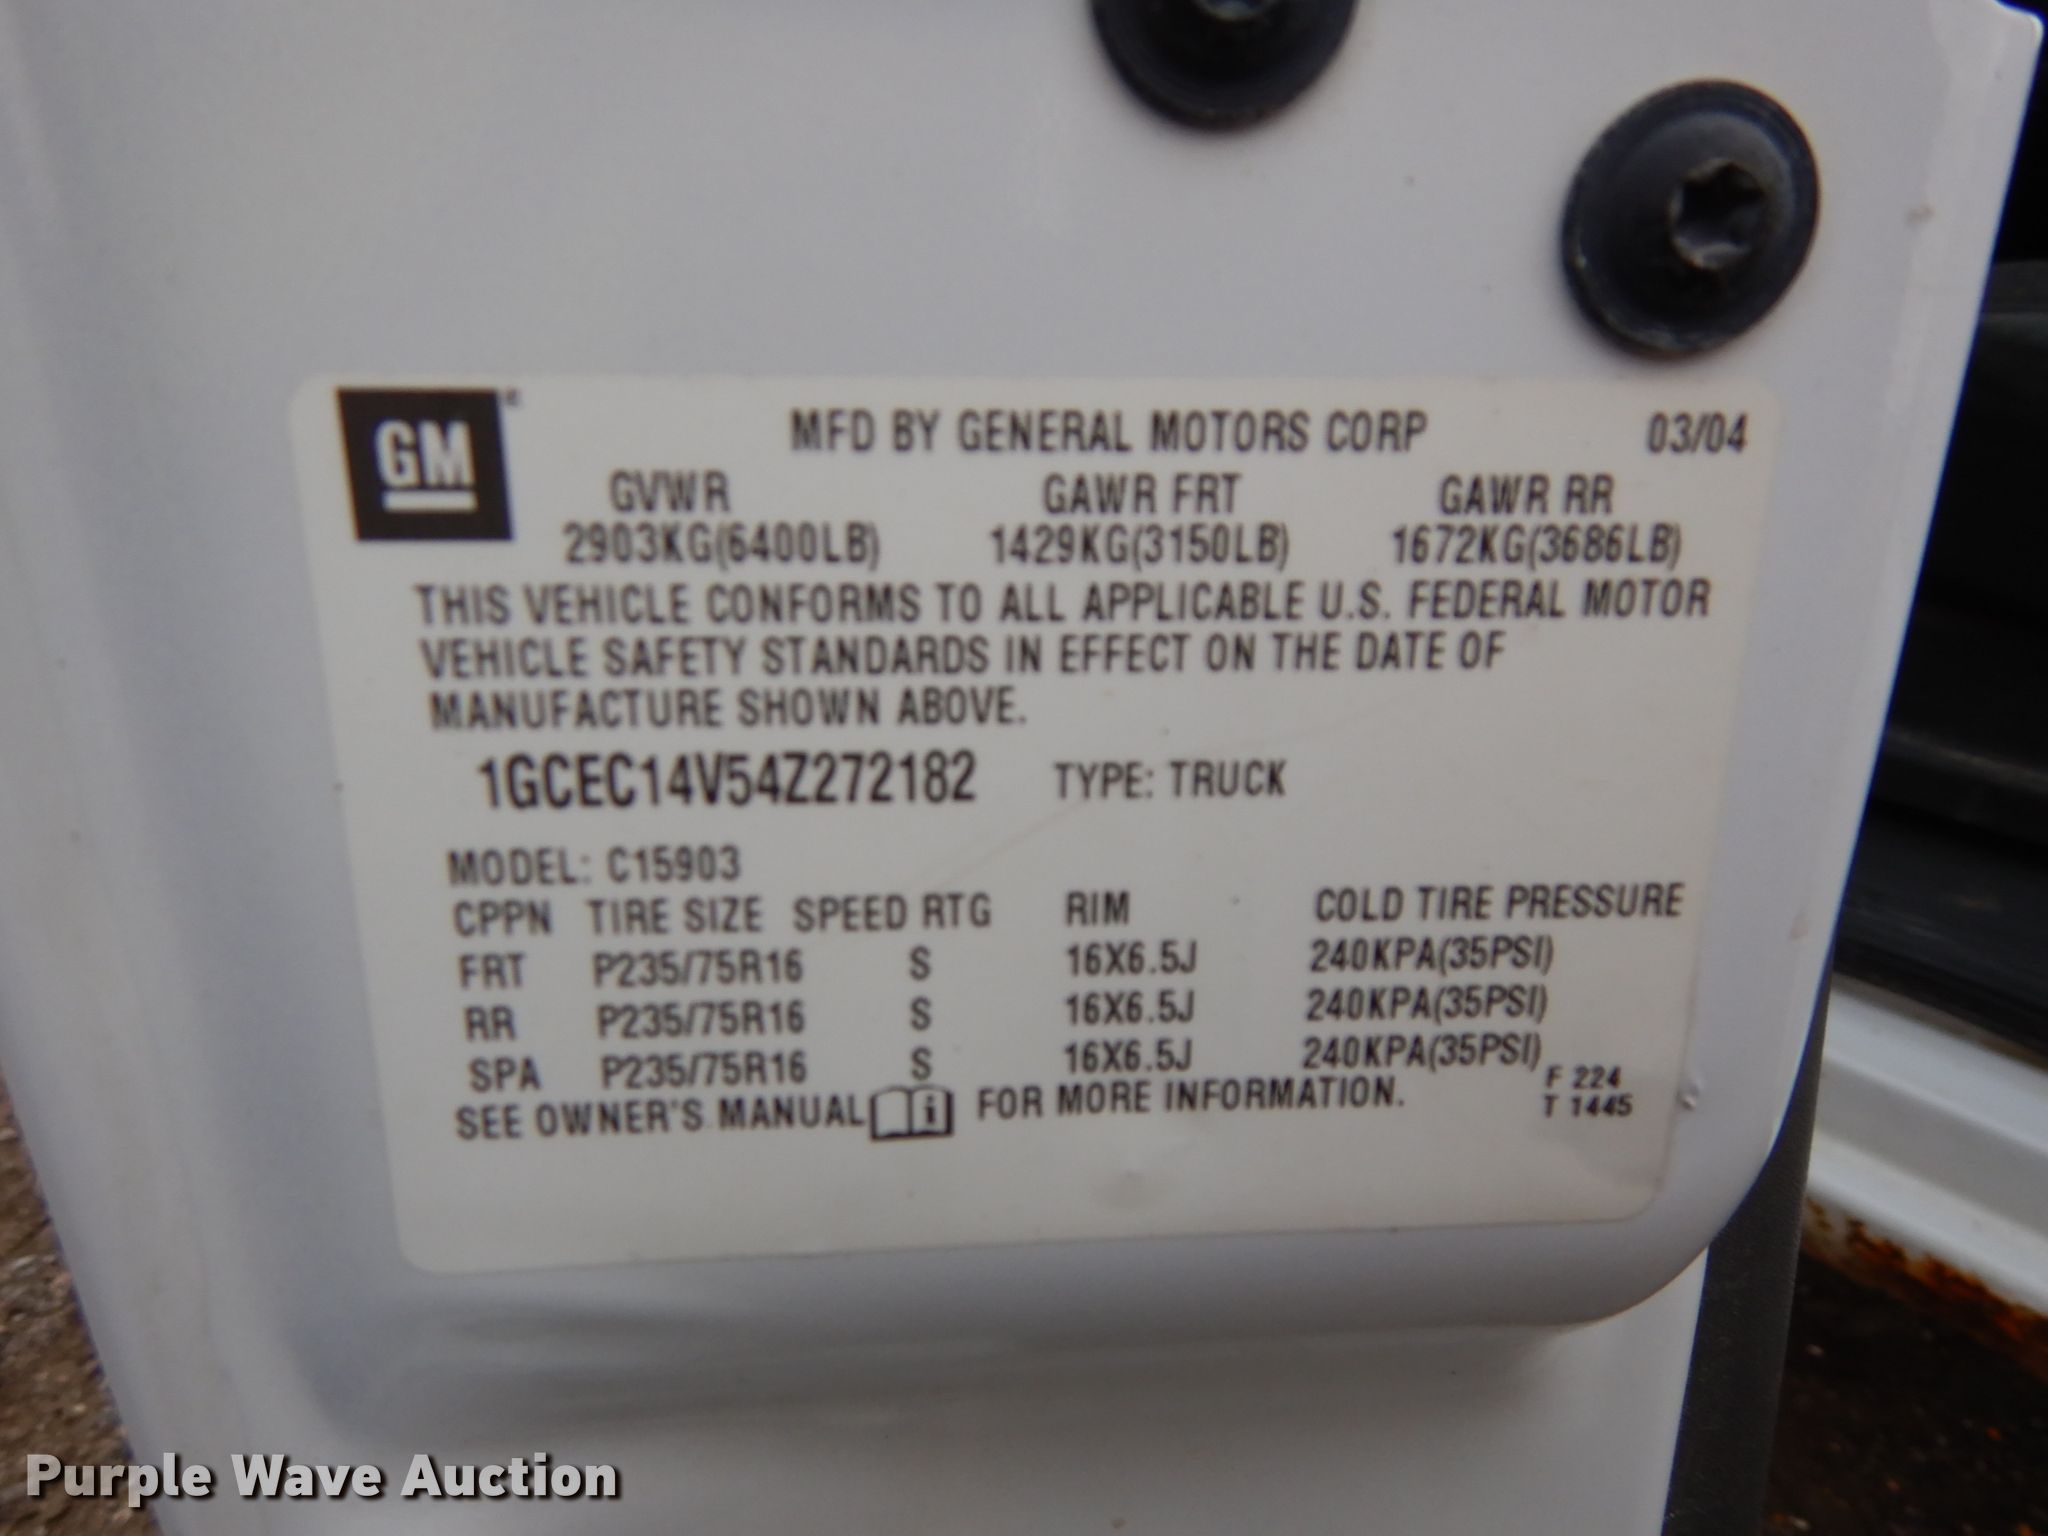 GM
MFD BY GENERAL MOTORS CORP 03/04
GVWR GAWR FRT GAWR RR
2903KG(6400LB) 1429KG(3150LB) 1672KG(3686LB)
THIS VEHICLE CONFORMS TO ALL APPLICABLE U.S. FEDERAL MOTOR
VEHICLE SAFETY STANDARDS IN EFFECT ON THE DATE OF
MANUFACTURE SHOWN ABOVE.
1GCEC14V54Z272182 TYPE: TRUCK
MODEL: C15903
CPPN TIRE SIZE SPEED RTG RIM COLD TIRE PRESSURE
FRT P235/75R16 S 16X6.5J 240KPA(35PSI)
RR P235/75R16 S 16X6.5J 240KPA(35PSI)
SPA P235/75R16 S 16X6.5J 240KPA(35PSI)
SEE OWNER'S MANUAL i FOR MORE INFORMATION.
F 224
T 1445
Purple Wave Auction